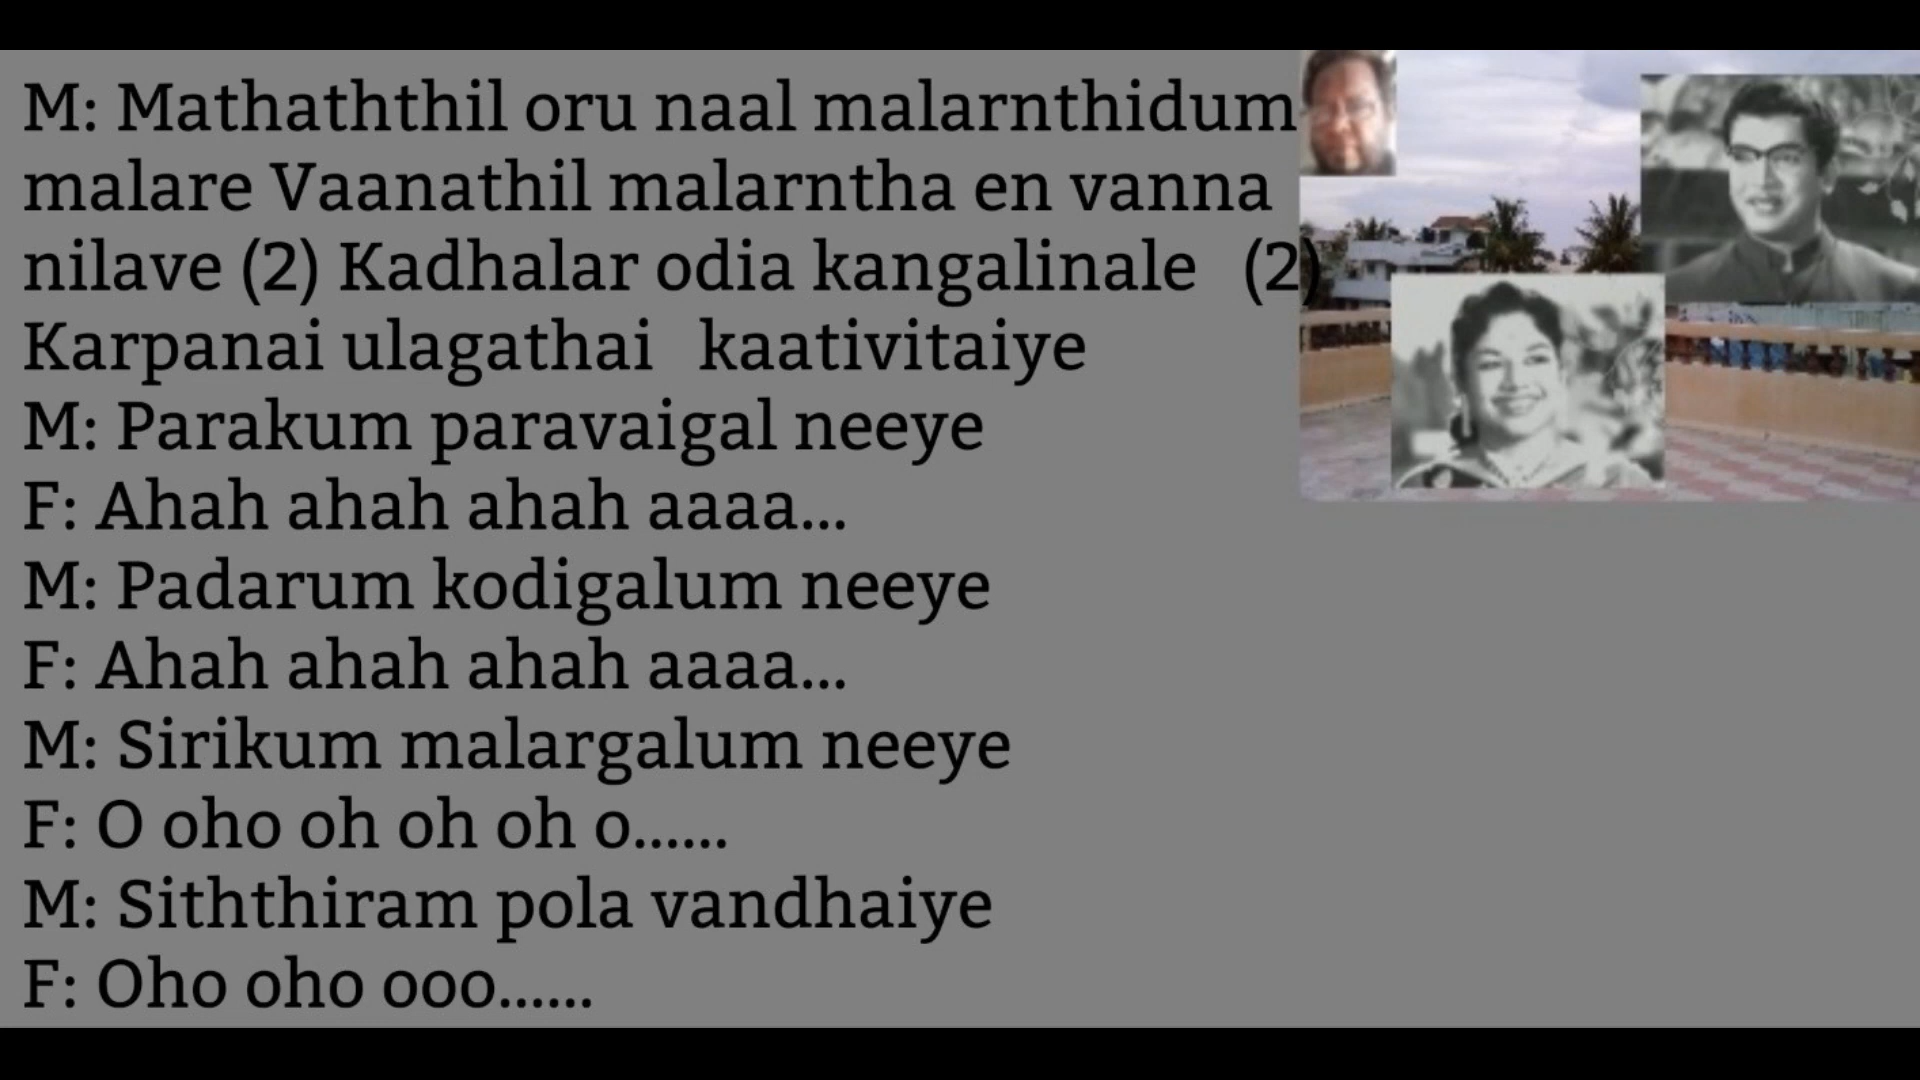 M: Mathaththil oru naal malarnthidum
malare Vaanathil malarntha en vanna
nilave (2) Kadhalar odia kangalinale (2)
Karpanai ulagathai kaativitaiye
M: Parakum paravaigal neeye
F: Ahah ahah ahah aaaa...
M: Padarum kodigalum neeye
F: Ahah ahah ahah aaaa...
M: Sirikum malargalum neeye
F: O oho oh oh oh o......
M: Siththiram pola vandhaiye
F: Oho oho ooo......